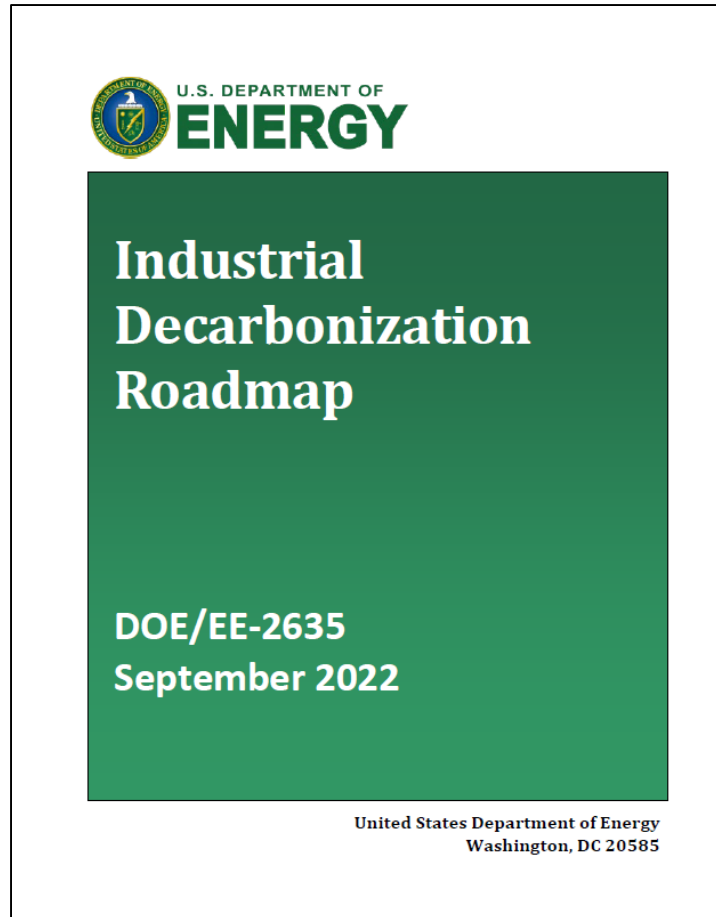 U.S. DEPARTMENT OF
ENERGY
Industrial
Decarbonization
Roadmap
DOE/EE-2635
September 2022
United States Department of Energy
Washington, DC 20585